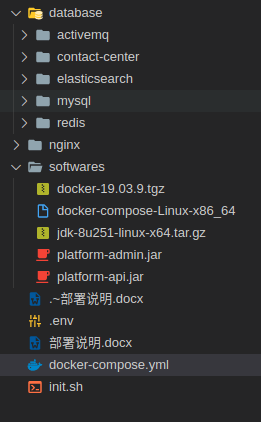 database
activemq
contact-center
elasticsearch
mysql
redis
nginx
softwares
docker-19.03.9.tgz
docker-compose-Linux-x86_64
jdk-8u251-linux-x64.tar.gz
platform-admin.jar
platform-api.jar
.~部署说明.docx
.env
部署说明.docx
docker-compose.yml
init.sh